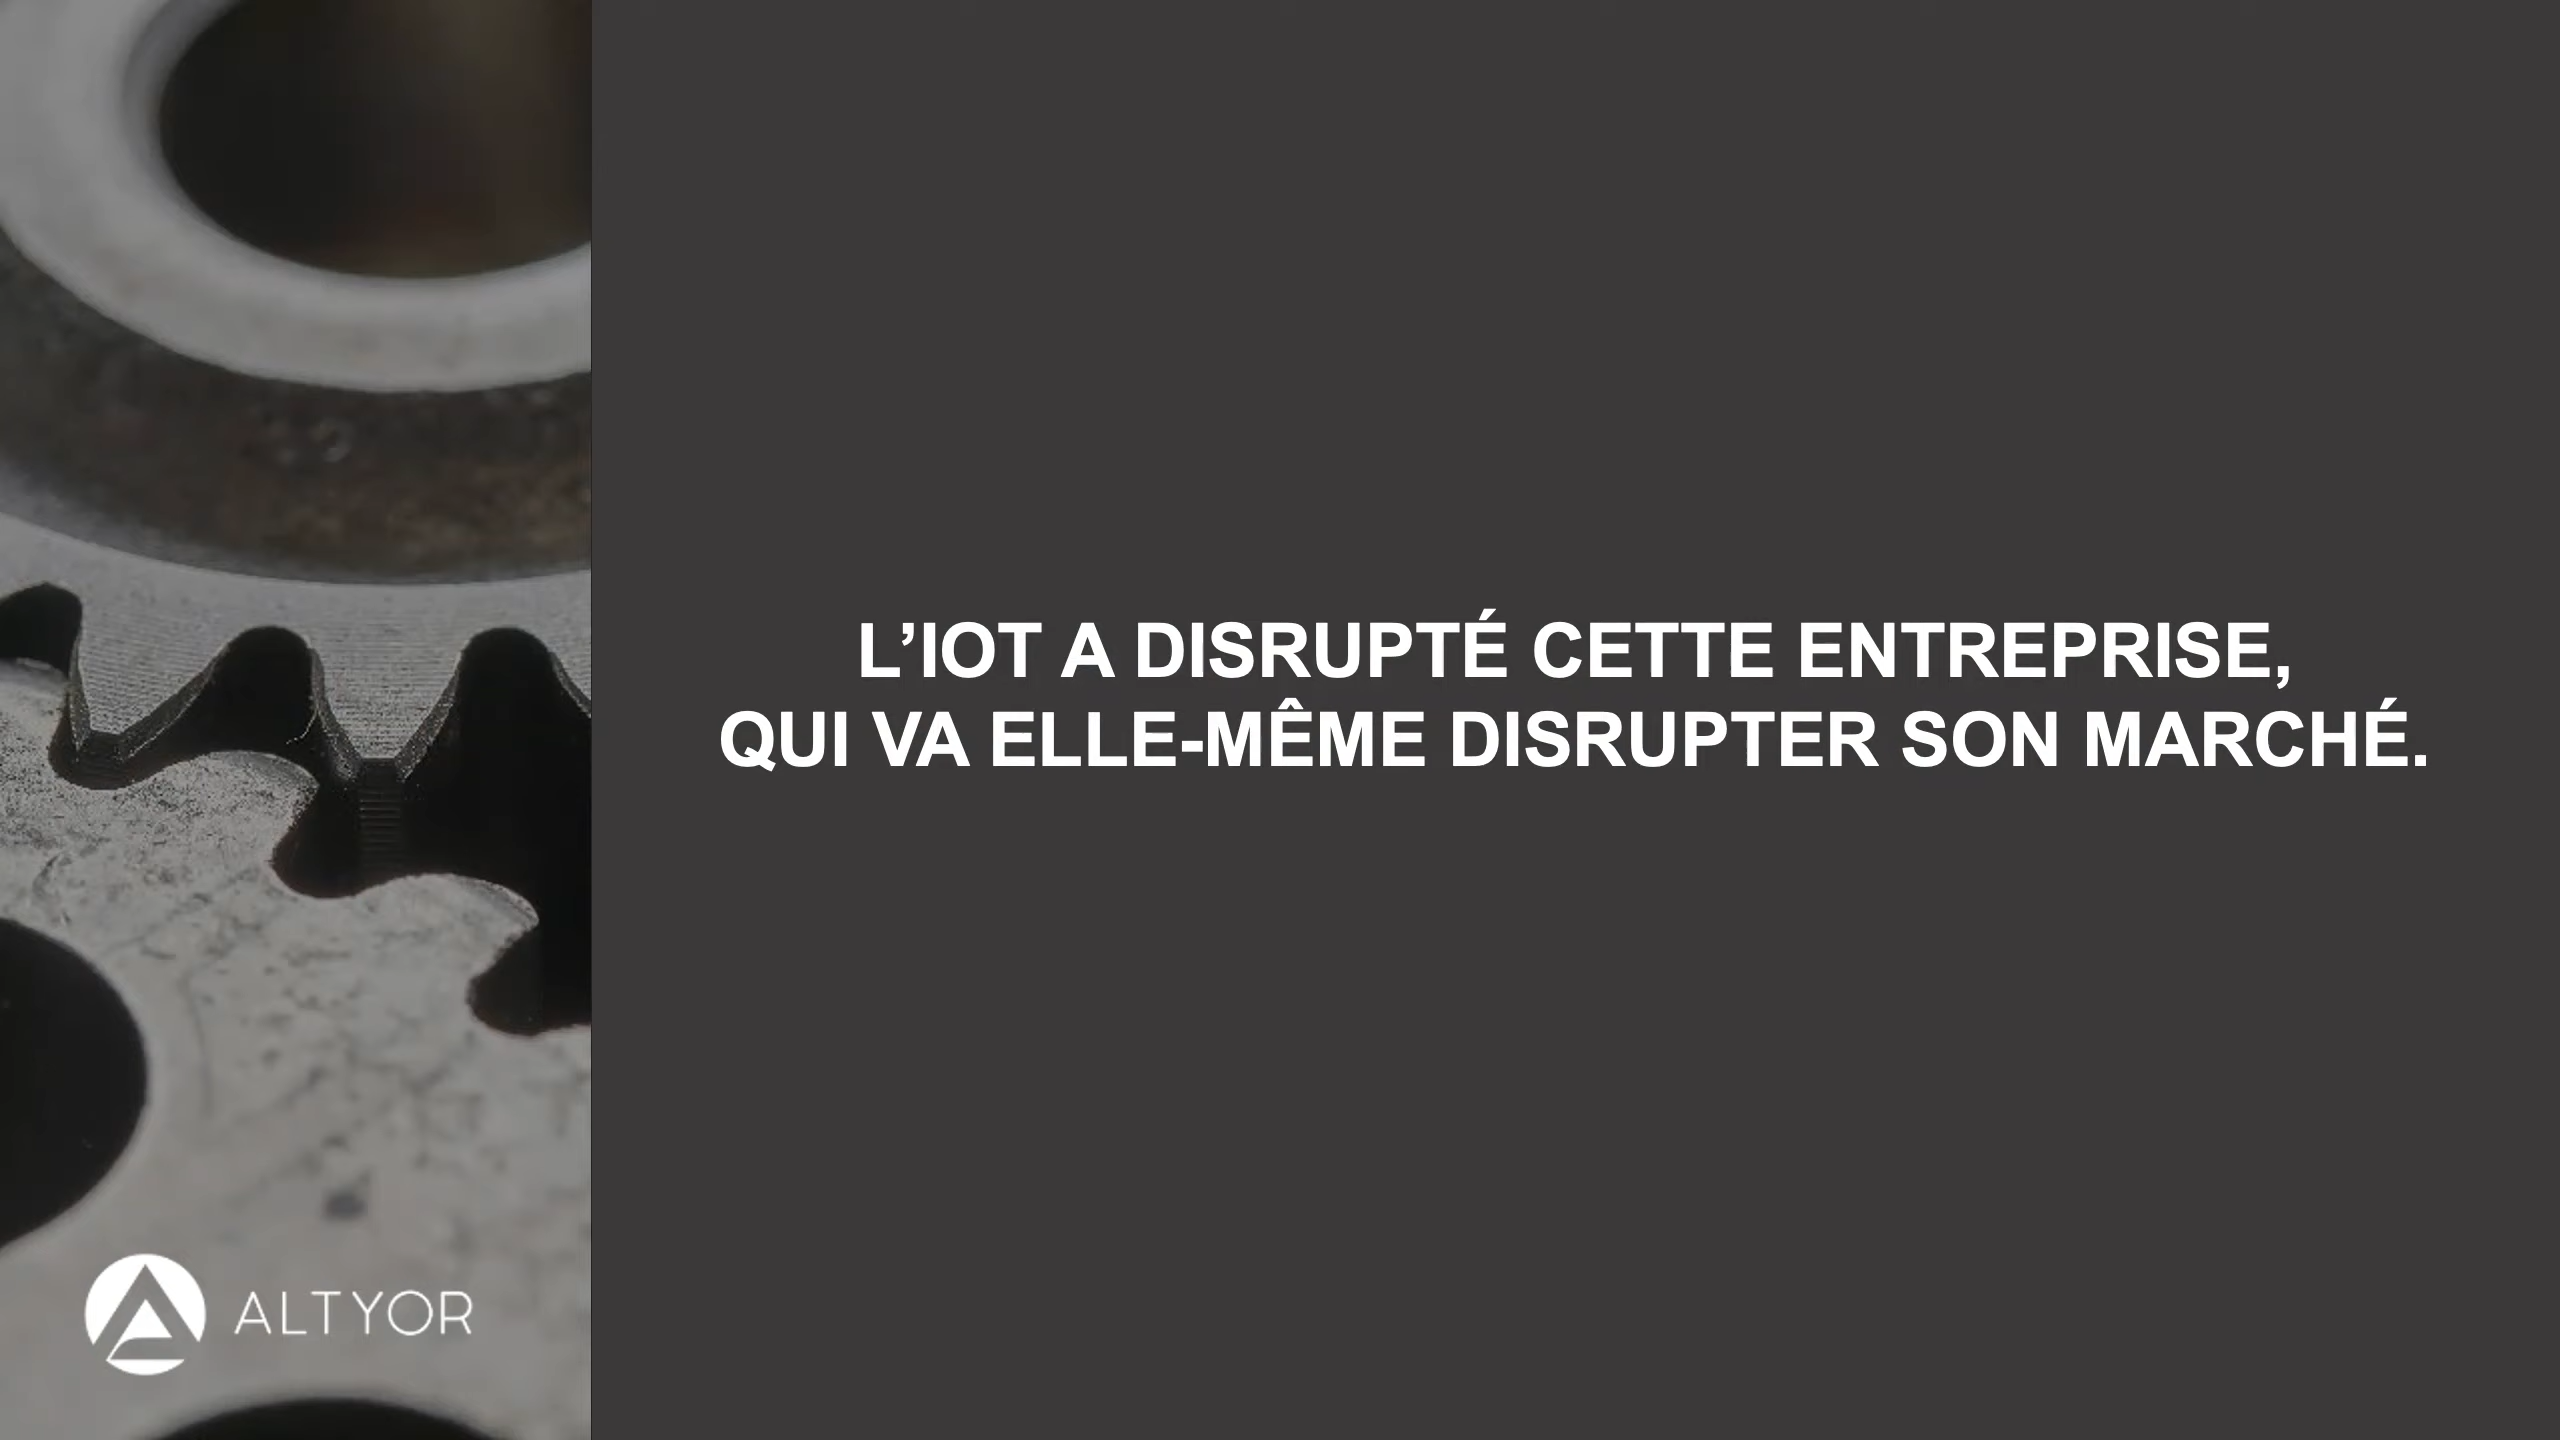 L’IOT A DISRUPTÉ CETTE ENTREPRISE,
QUI VA ELLE-MÊME DISRUPTER SON MARCHÉ.
ALTYOR